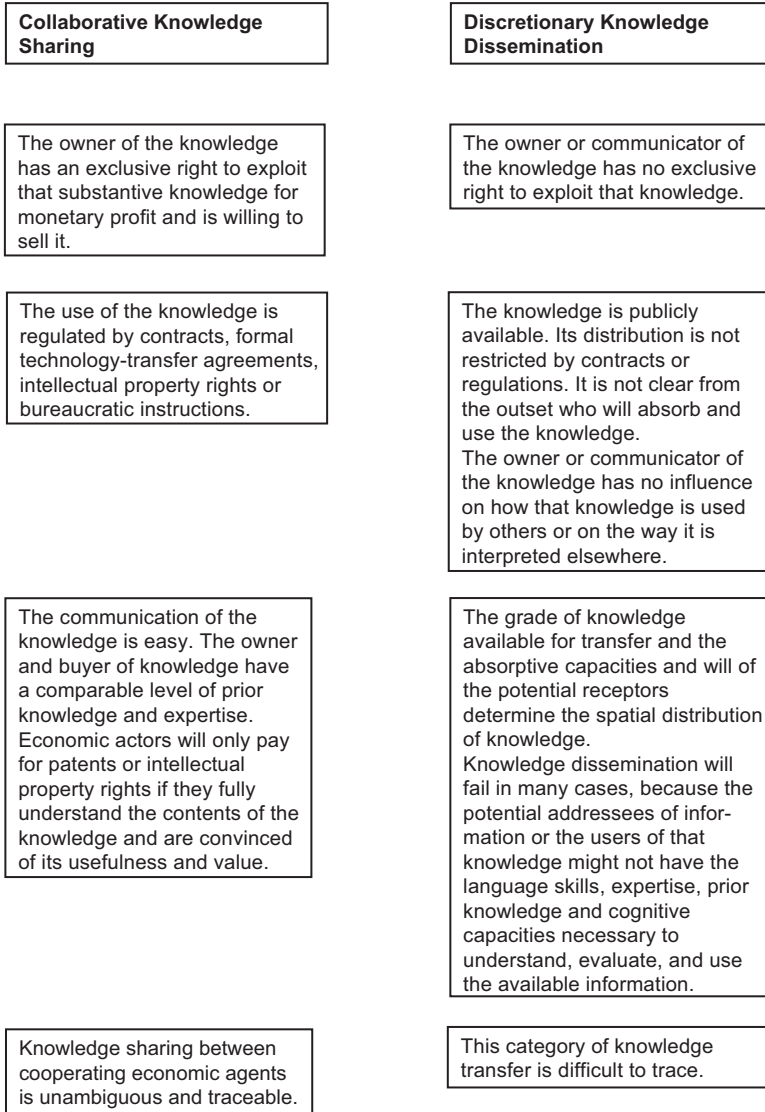 Collaborative Knowledge
Sharing
Discretionary Knowledge
Dissemination
The owner of the knowledge
has an exclusive right to exploit
that substantive knowledge for
monetary profit and is willing to
sell it.
The owner or communicator of
the knowledge has no exclusive
right to exploit that knowledge.
The use of the knowledge is
regulated by contracts, formal
technology-transfer agreements,
intellectual property rights or
bureaucratic instructions.
The knowledge is publicly
available. Its distribution is not
restricted by contracts or
regulations. It is not clear from
the outset who will absorb and
use the knowledge.
The owner or communicator of
the knowledge has no influence
on how that knowledge is used
by others or on the way it is
interpreted elsewhere.
The communication of the
knowledge is easy. The owner
and buyer of knowledge have
a comparable level of prior
knowledge and expertise.
Economic actors will only pay
for patents or intellectual
property rights if they fully
understand the contents of the
knowledge and are convinced
of its usefulness and value.
The grade of knowledge
available for transfer and the
absorptive capacities and will of
the potential receptors
determine the spatial distribution
of knowledge.
Knowledge dissemination will
fail in many cases, because the
potential addressees of infor-
mation or the users of that
knowledge might not have the
language skills, expertise, prior
knowledge and cognitive
capacities necessary to
understand, evaluate, and use
the available information.
Knowledge sharing between
cooperating economic agents
is unambiguous and traceable.
This category of knowledge
transfer is difficult to trace.